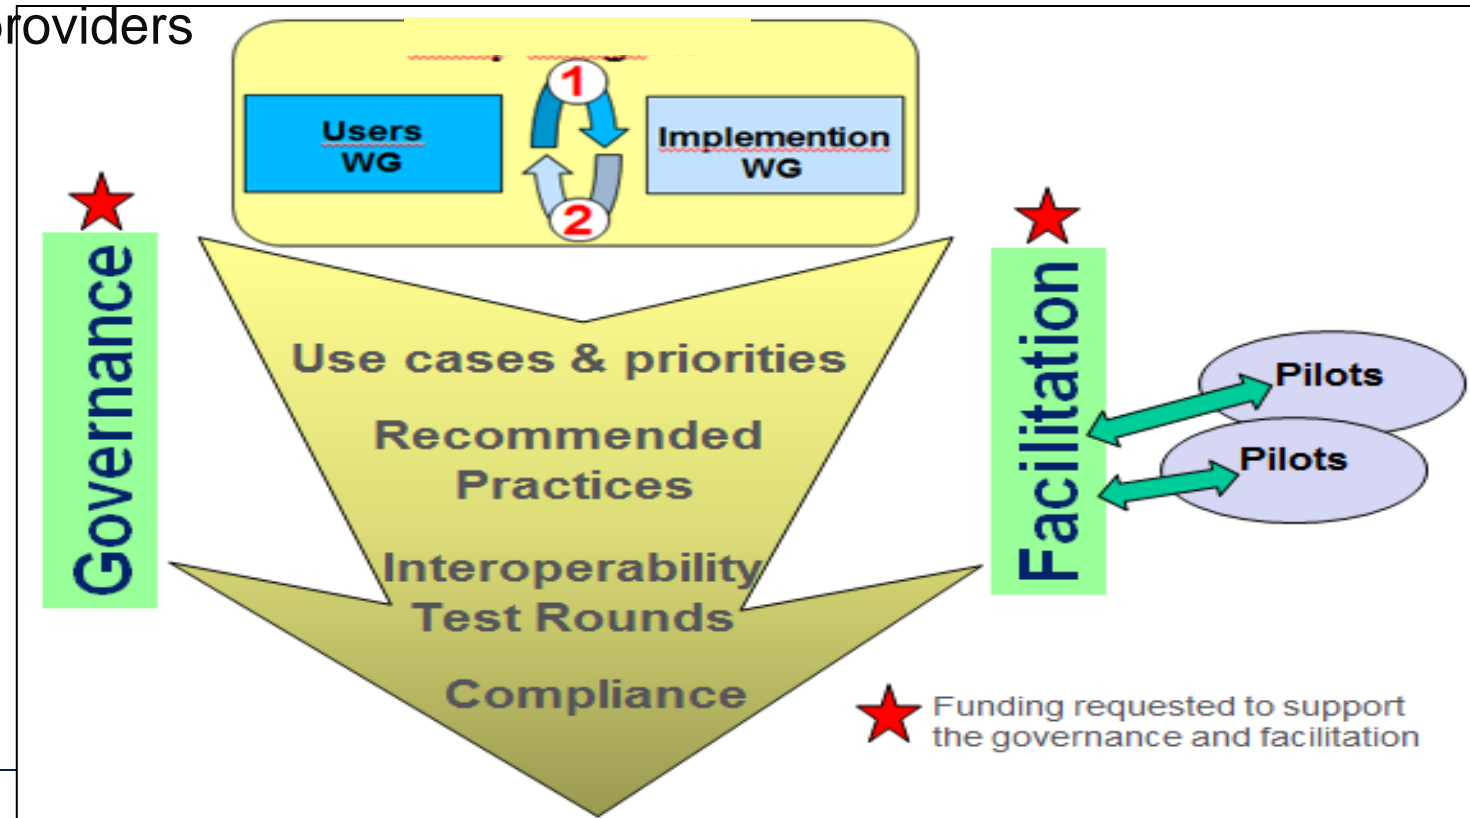 providers
1
Users
WG
Implemention
WG
2
Governance
Facilitation
Use cases & priorities
Recommended
Practices
Interoperability
Test Rounds
Compliance
Pilots
Pilots
Funding requested to support
the governance and facilitation